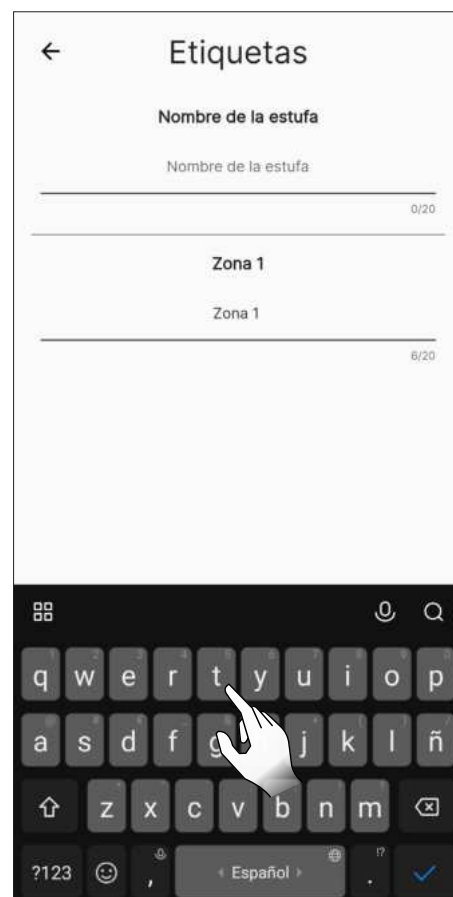 Etiquetas
Nombre de la estufa
Nombre de la estufa
0/20
Zona 1
Zona 1
6/20
q w e r t y u i o p
a s d f g j k l ñ
z x c v b n m
?123 , Español !? .